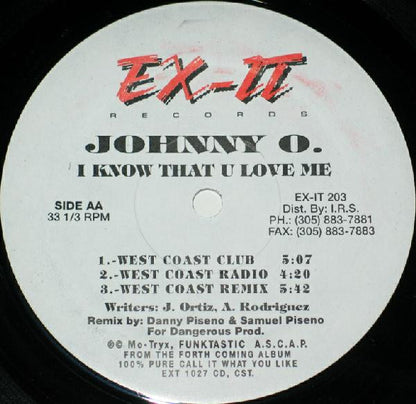 EX-IT
RECORDS
JOHNNY O.
I KNOW THAT U LOVE ME
SIDE AA
33 1/3 RPM
EX-IT 203
Dist. By: I.R.S.
PH.: (305) 883-7881
FAX: (305) 883-7883
1.-WEST COAST CLUB 5:07
2.-WEST COAST RADIO 4:20
3.-WEST COAST REMIX 5:42
Writers: J. Ortiz, A. Rodriguez
Remix by: Danny Piseno & Samuel Piseno
For Dangerous Prod.
℗© Mo-Tryx, FUNKTASTIC A.S.C.A.P.
FROM THE FORTH COMING ALBUM
100% PURE CALL IT WHAT YOU LIKE
EXT 1027 CD, CST.